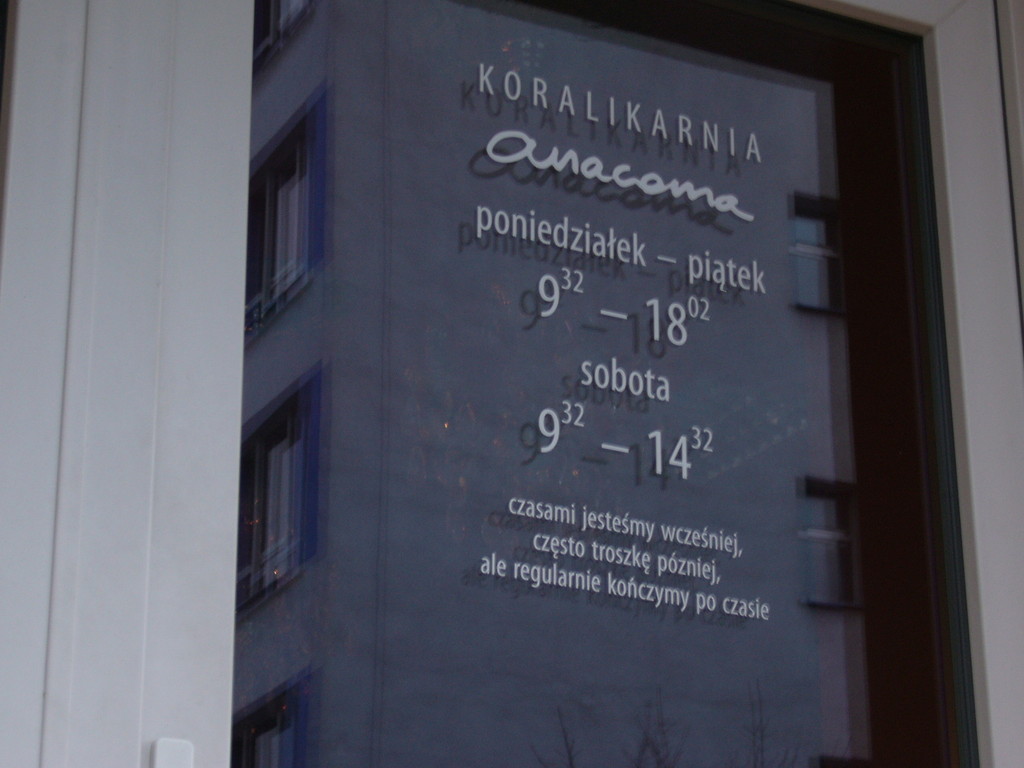 KORALIKARNIA
anacoma
poniedziałek – piątek
9³² – 18⁰²
sobota
9³² – 14³²
czasami jesteśmy wcześniej,
często troszkę pózniej,
ale regularnie kończymy po czasie